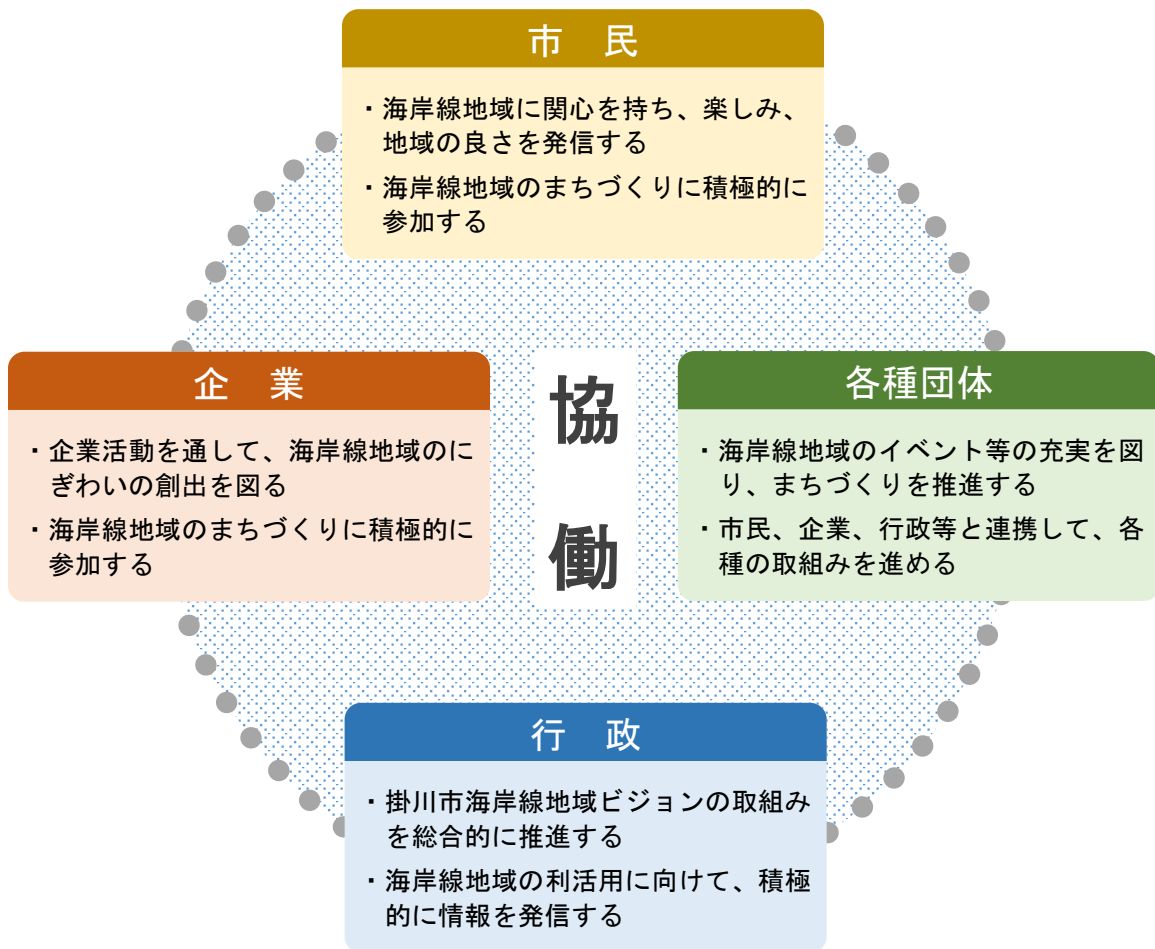 市　民
・海岸線地域に関心を持ち、楽しみ、
地域の良さを発信する
・海岸線地域のまちづくりに積極的に
参加する
企　業
・企業活動を通して、海岸線地域のに
ぎわいの創出を図る
・海岸線地域のまちづくりに積極的に
参加する
協
働
各種団体
・海岸線地域のイベント等の充実を図
り、まちづくりを推進する
・市民、企業、行政等と連携して、各
種の取組みを進める
行　政
・掛川市海岸線地域ビジョンの取組み
を総合的に推進する
・海岸線地域の利活用に向けて、積極
的に情報を発信する